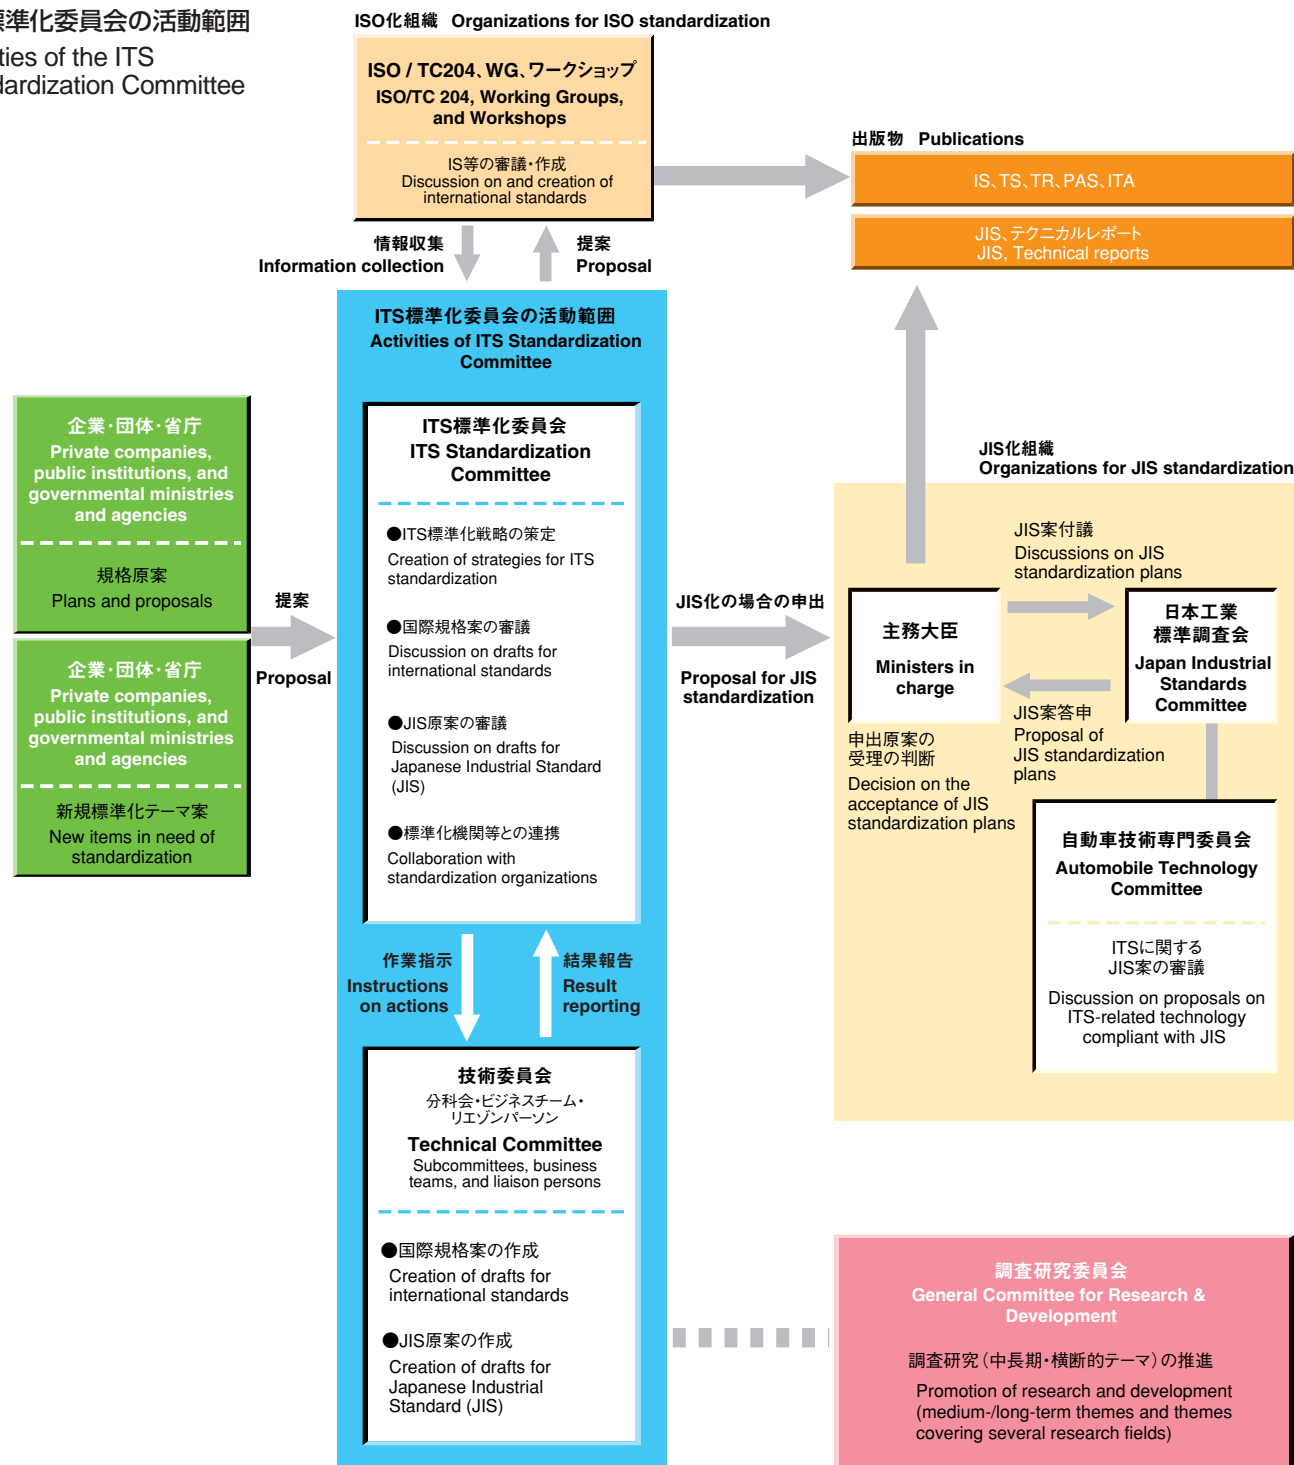 標準化委員会の活動範囲
ties of the ITS
dardization Committee
ISO化組織 Organizations for ISO standardization
ISO / TC204、WG、ワークショップ
ISO/TC 204, Working Groups,
and Workshops
IS等の審議・作成
Discussion on and creation of
international standards
出版物 Publications
IS、TS、TR、PAS、ITA
JIS、テクニカルレポート
JIS, Technical reports
情報収集
Information collection
提案
Proposal
ITS標準化委員会の活動範囲
Activities of ITS Standardization
Committee
企業・団体・省庁
Private companies,
public institutions, and
governmental ministries
and agencies
規格原案
Plans and proposals
企業・団体・省庁
Private companies,
public institutions, and
governmental ministries
and agencies
新規標準化テーマ案
New items in need of
standardization
提案
Proposal
ITS標準化委員会
ITS Standardization
Committee
●ITS標準化戦略の策定
Creation of strategies for ITS
standardization
●国際規格案の審議
Discussion on drafts for
international standards
●JIS原案の審議
Discussion on drafts for
Japanese Industrial Standard
(JIS)
●標準化機関等との連携
Collaboration with
standardization organizations
JIS化の場合の申出
Proposal for JIS
standardization
JIS化組織
Organizations for JIS standardization
JIS案付議
Discussions on JIS
standardization plans
主務大臣
Ministers in
charge
日本工業
標準調査会
Japan Industrial
Standards
Committee
JIS案答申
Proposal of
JIS standardization
plans
申出原案の
受理の判断
Decision on the
acceptance of JIS
standardization plans
自動車技術専門委員会
Automobile Technology
Committee
ITSに関する
JIS案の審議
Discussion on proposals on
ITS-related technology
compliant with JIS
作業指示
Instructions
on actions
結果報告
Result
reporting
技術委員会
分科会・ビジネスチーム・
リエゾンパーソン
Technical Committee
Subcommittees, business
teams, and liaison persons
●国際規格案の作成
Creation of drafts for
international standards
●JIS原案の作成
Creation of drafts for
Japanese Industrial
Standard (JIS)
調査研究委員会
General Committee for Research &
Development
調査研究（中長期・横断的テーマ）の推進
Promotion of research and development
(medium-/long-term themes and themes
covering several research fields)